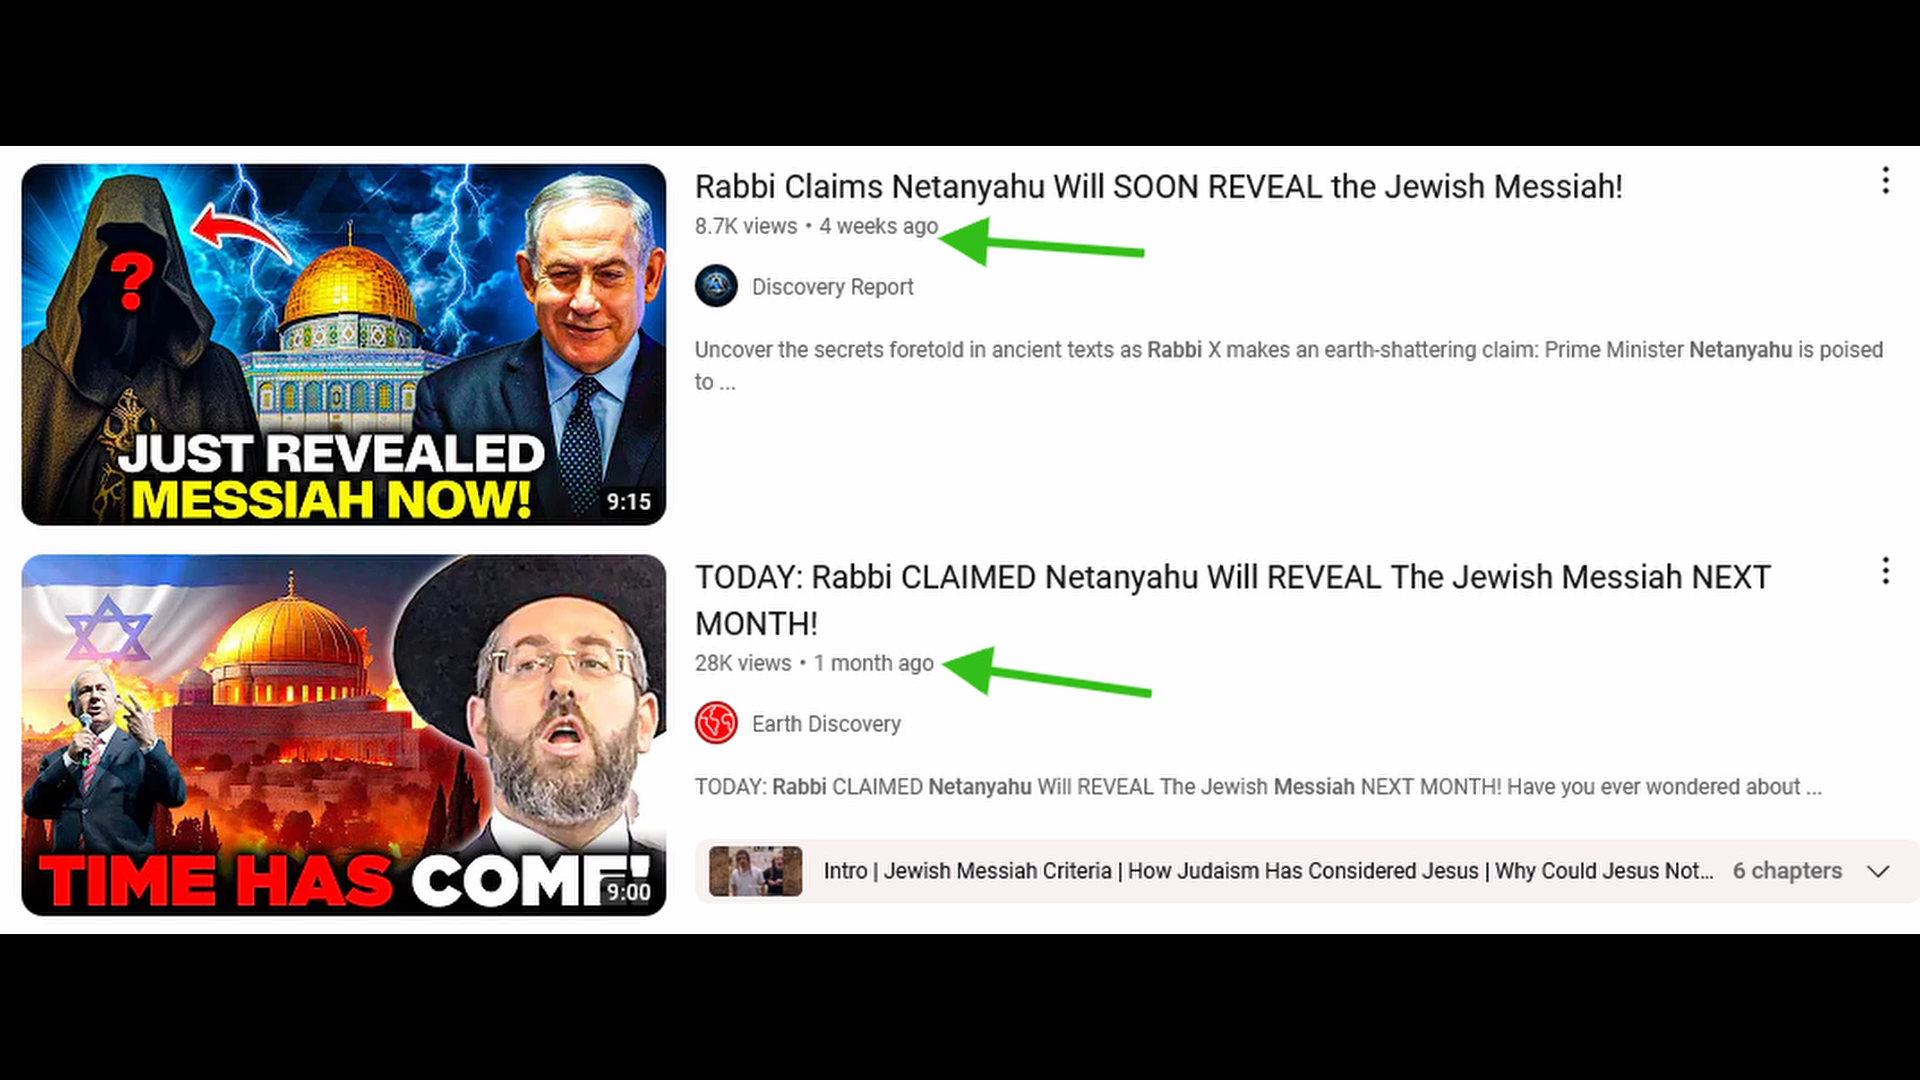 Rabbi Claims Netanyahu Will SOON REVEAL the Jewish Messiah!
8.7K views • 4 weeks ago
Discovery Report
Uncover the secrets foretold in ancient texts as Rabbi X makes an earth-shattering claim: Prime Minister Netanyahu is poised
to ...
?
JUST REVEALED
MESSIAH NOW!
9:15
TODAY: Rabbi CLAIMED Netanyahu Will REVEAL The Jewish Messiah NEXT
MONTH!
28K views • 1 month ago
Earth Discovery
TODAY: Rabbi CLAIMED Netanyahu Will REVEAL The Jewish Messiah NEXT MONTH! Have you ever wondered about ...
Intro | Jewish Messiah Criteria | How Judaism Has Considered Jesus | Why Could Jesus Not... 6 chapters
TIME HAS COME!
9:00